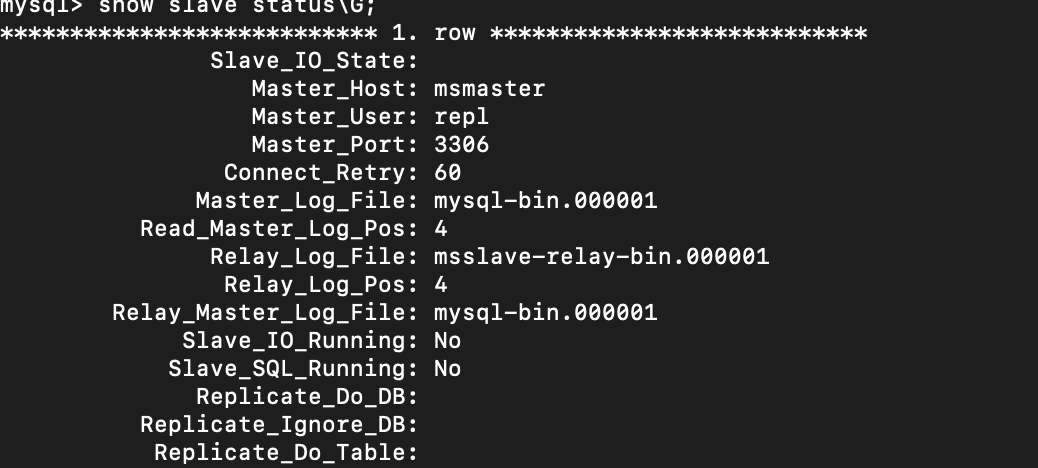 mysql> show slave status\G;
*************************** 1. row ***************************
Slave_IO_State:
Master_Host: msmaster
Master_User: repl
Master_Port: 3306
Connect_Retry: 60
Master_Log_File: mysql-bin.000001
Read_Master_Log_Pos: 4
Relay_Log_File: msslave-relay-bin.000001
Relay_Log_Pos: 4
Relay_Master_Log_File: mysql-bin.000001
Slave_IO_Running: No
Slave_SQL_Running: No
Replicate_Do_DB:
Replicate_Ignore_DB:
Replicate_Do_Table: